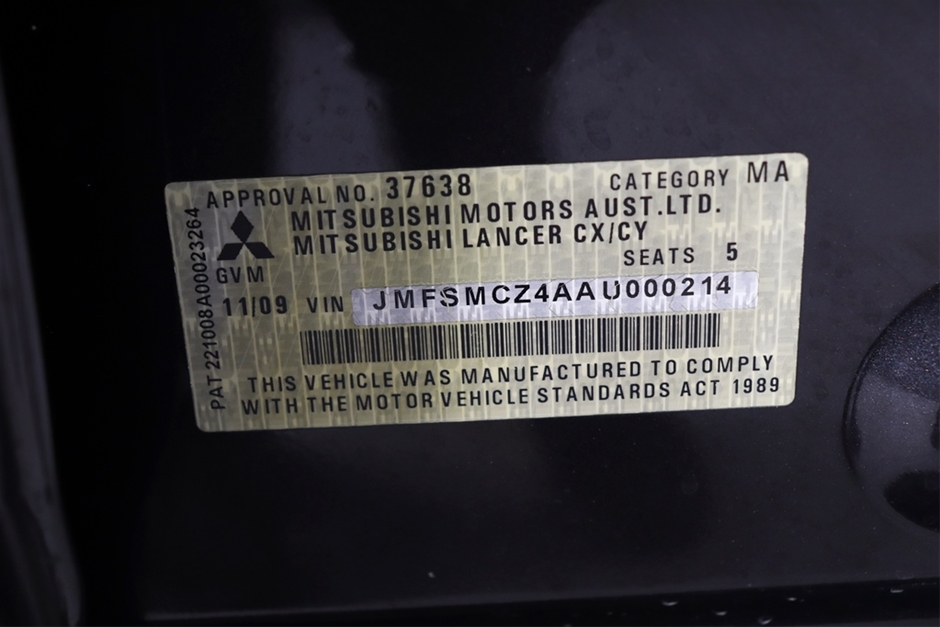 APPROVAL NO. 37638 CATEGORY MA
MITSUBISHI MOTORS AUST.LTD.
MITSUBISHI LANCER CX/CY
SEATS 5
GVM
11/09 VIN JMFSMCZ4AAU000214
THIS VEHICLE WAS MANUFACTURED TO COMPLY
WITH THE MOTOR VEHICLE STANDARDS ACT 1989
PAT 221008A00023264